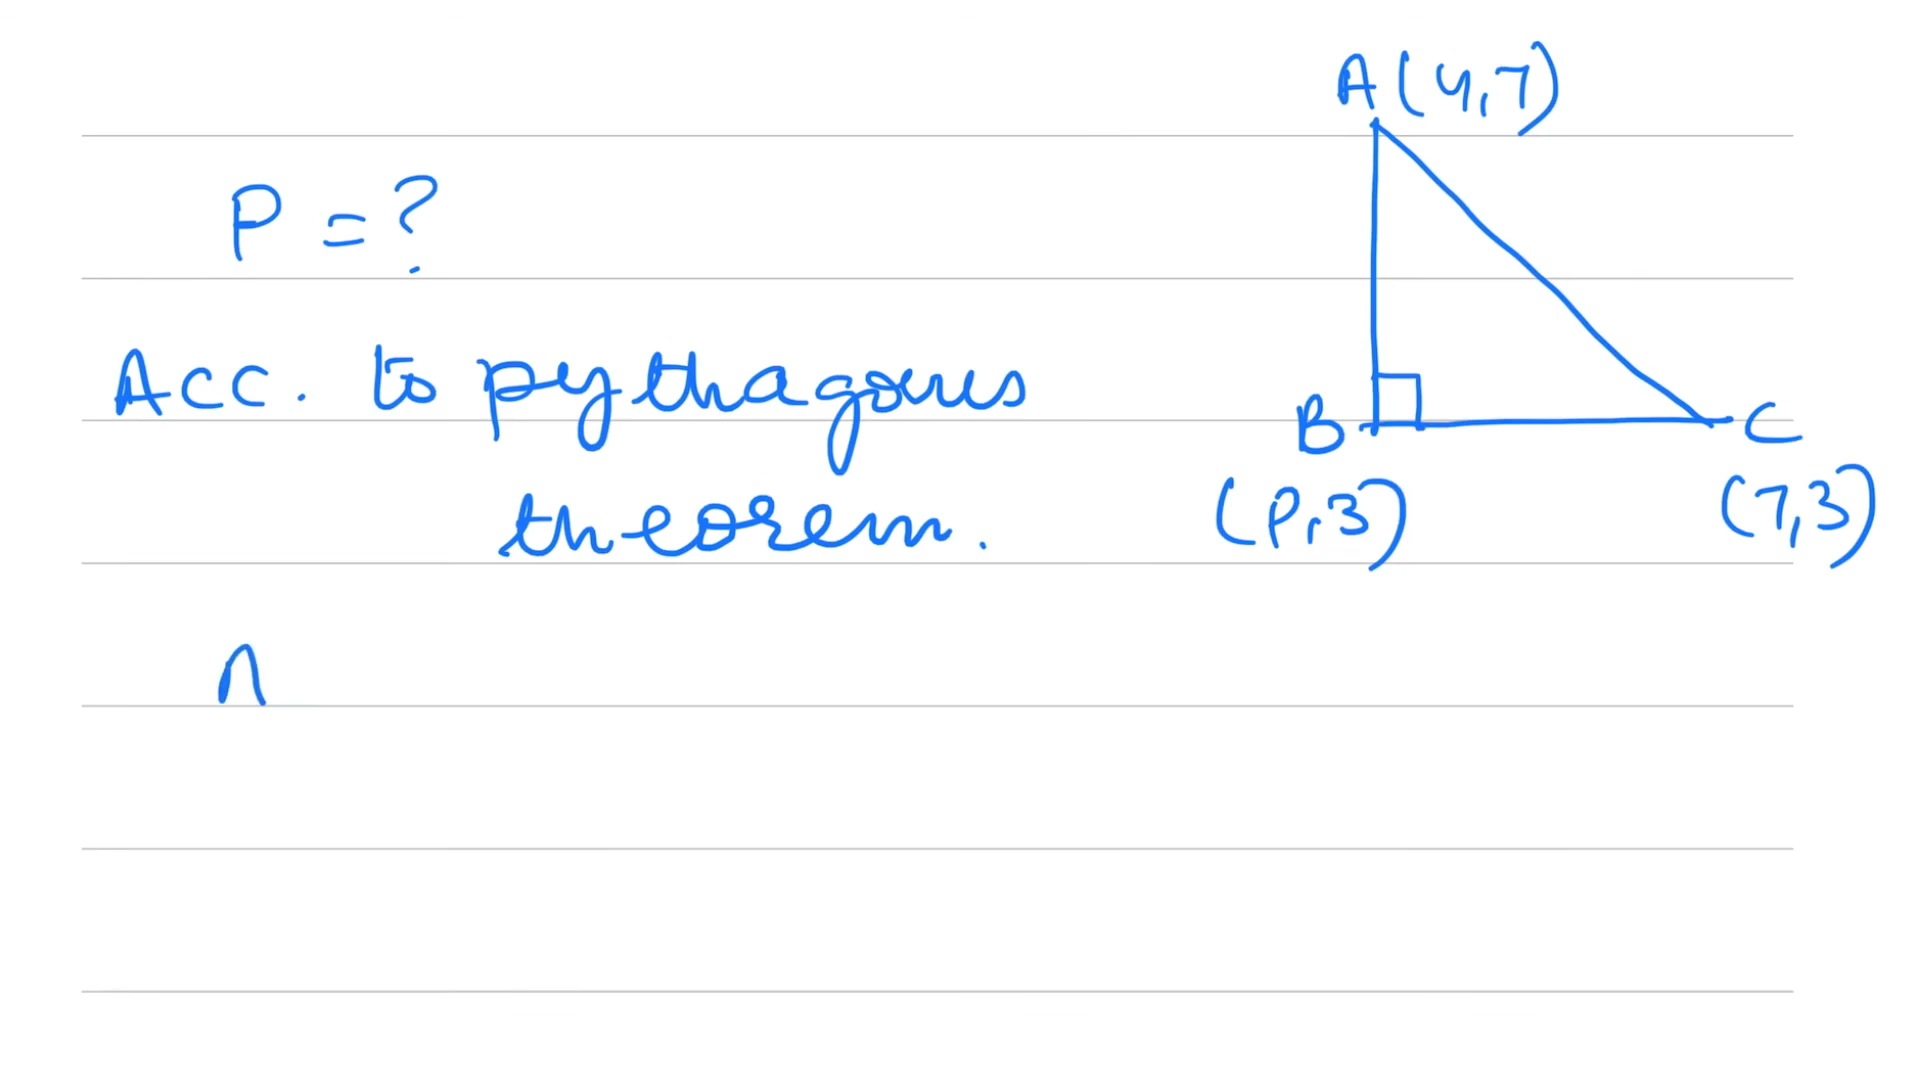 A(4,7)
P = ?
Acc. to pythagorus
B
C
(P,3)
(7,3)
theorem.